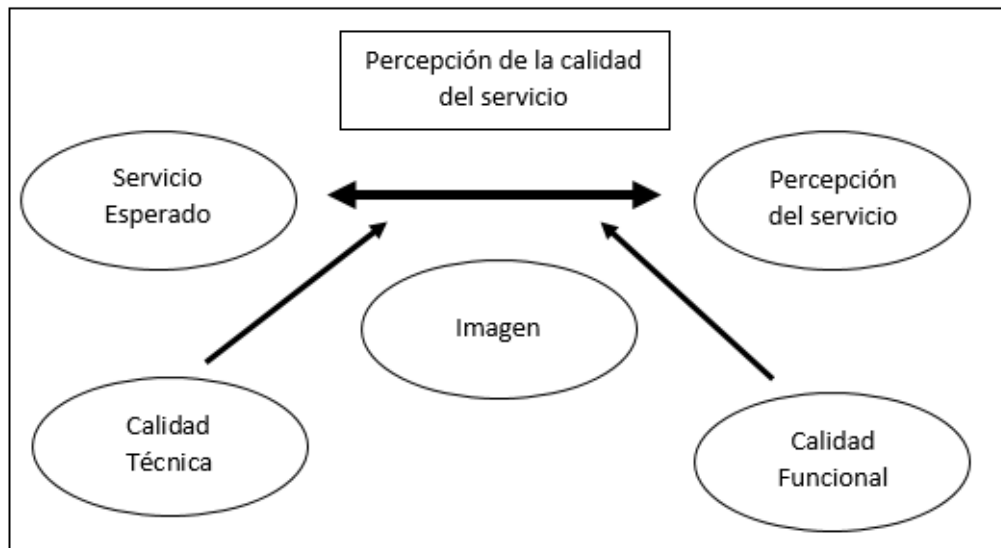 Percepción de la calidad
del servicio
Servicio
Esperado
Percepción
del servicio
Imagen
Calidad
Técnica
Calidad
Funcional